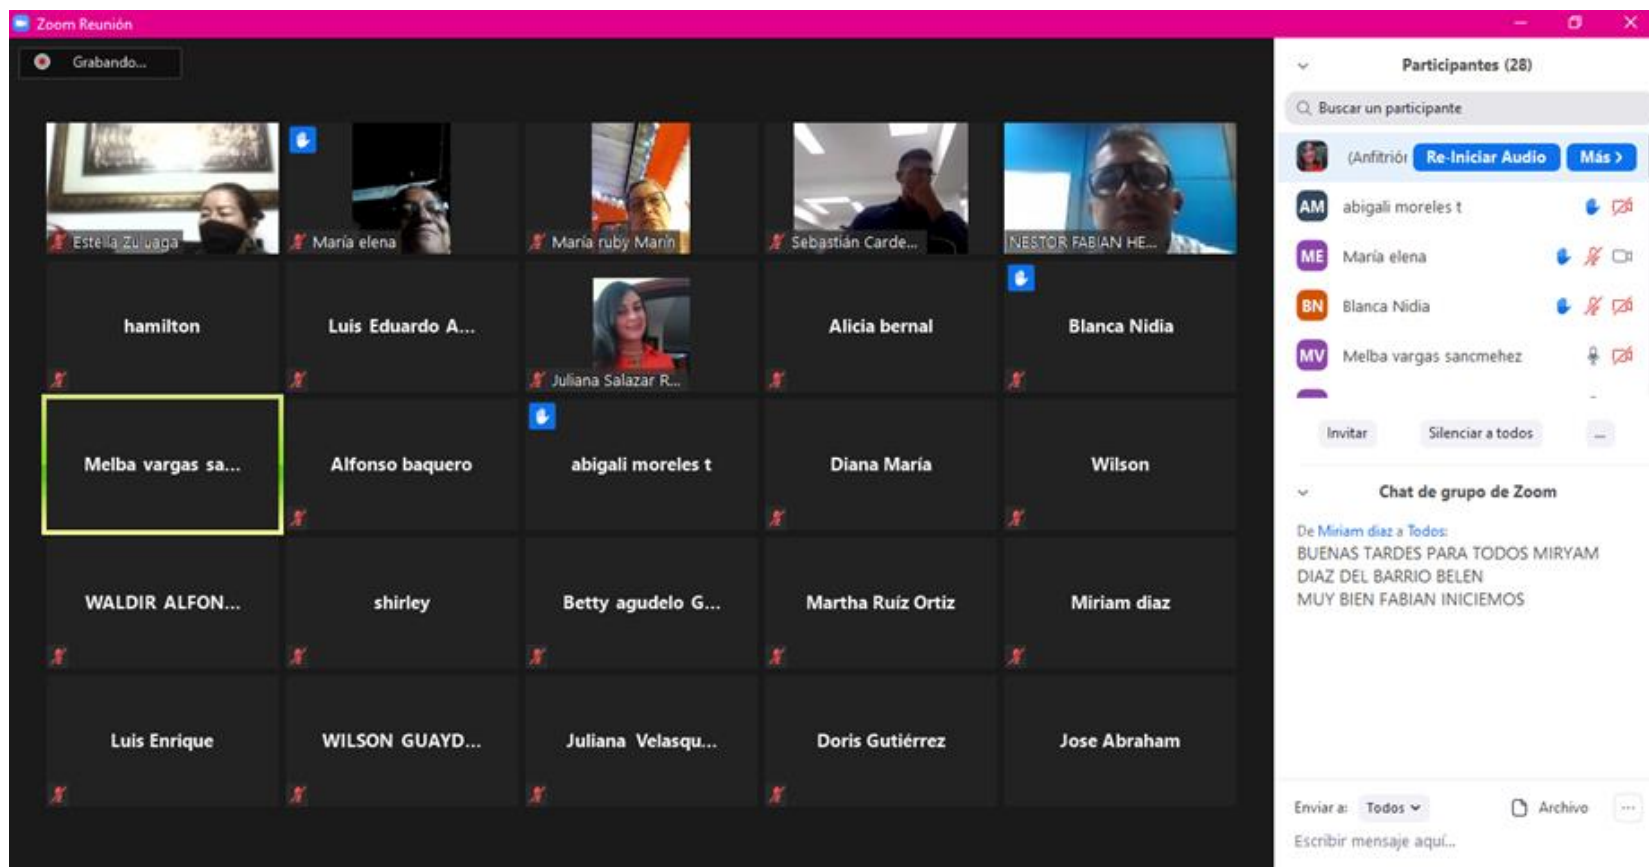 Zoom Reunión
Grabando...
Estella Zuluaga
María elena
María ruby Marín
Sebastián Carde...
NESTOR FABIAN HE...
hamilton
Luis Eduardo A...
Juliana Salazar R...
Alicia bernal
Blanca Nidia
Melba vargas sa...
Alfonso baquero
abigali moreles t
Diana María
Wilson
WALDIR ALFON...
shirley
Betty agudelo G...
Martha Ruíz Ortiz
Miriam diaz
Luis Enrique
WILSON GUAYD...
Juliana Velasqu...
Doris Gutiérrez
Jose Abraham
Participantes (28)
Buscar un participante
(Anfitrión Re-Iniciar Audio Más >
AM abigali moreles t
ME María elena
BN Blanca Nidia
MV Melba vargas sancmehez
Invitar Silenciar a todos ...
Chat de grupo de Zoom
De Miriam diaz a Todos:
BUENAS TARDES PARA TODOS MIRYAM
DIAZ DEL BARRIO BELEN
MUY BIEN FABIAN INICIEMOS
Enviar a: Todos Archivo ...
Escribir mensaje aquí...